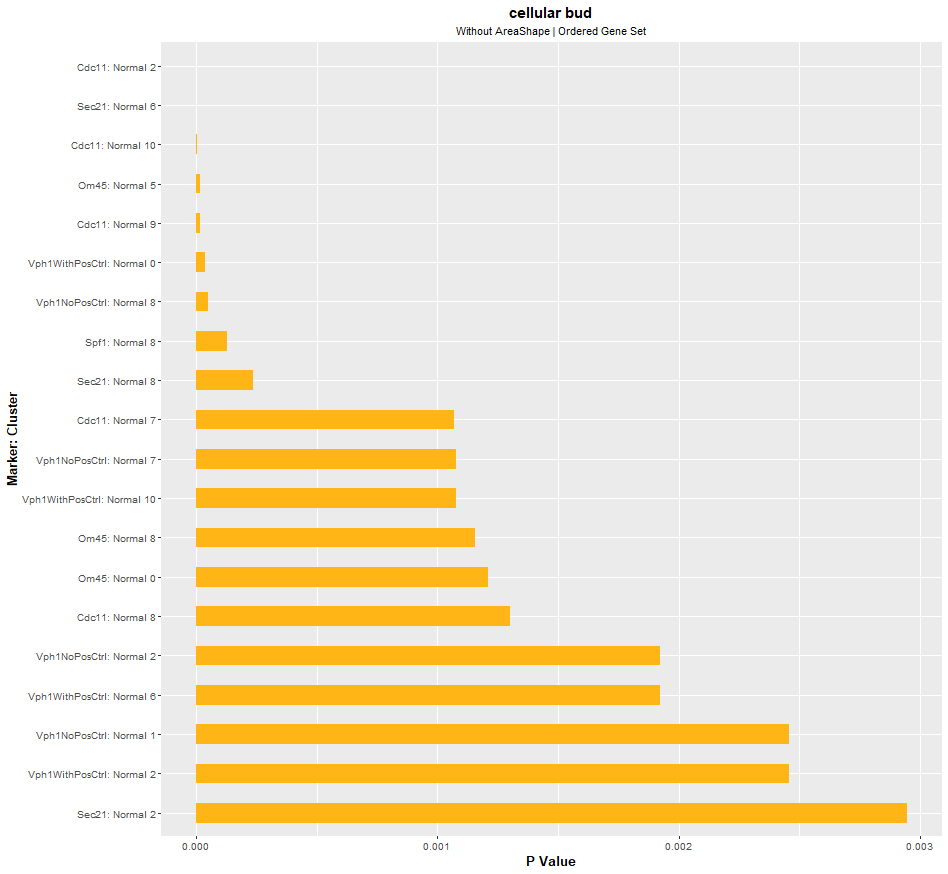 cellular bud
Without AreaShape | Ordered Gene Set
Marker: Cluster
Cdc11: Normal 2
Sec21: Normal 6
Cdc11: Normal 10
Om45: Normal 5
Cdc11: Normal 9
Vph1WithPosCtrl: Normal 0
Vph1NoPosCtrl: Normal 8
Spf1: Normal 8
Sec21: Normal 8
Cdc11: Normal 7
Vph1NoPosCtrl: Normal 7
Vph1WithPosCtrl: Normal 10
Om45: Normal 8
Om45: Normal 0
Cdc11: Normal 8
Vph1NoPosCtrl: Normal 2
Vph1WithPosCtrl: Normal 6
Vph1NoPosCtrl: Normal 1
Vph1WithPosCtrl: Normal 2
Sec21: Normal 2
0.000 0.001 0.002 0.003
P Value